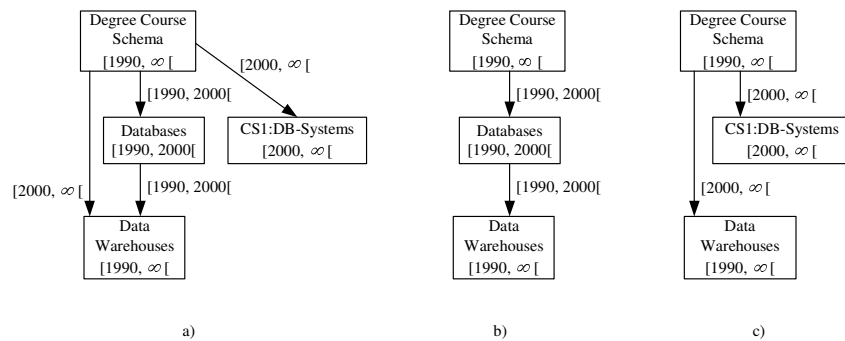 Degree Course
Schema
[1990, ∞ [
[2000, ∞ [
[1990, 2000[
Databases
[1990, 2000[
CS1:DB-Systems
[2000, ∞ [
[1990, 2000[
[2000, ∞ [
Data
Warehouses
[1990, ∞ [
a)
Degree Course
Schema
[1990, ∞ [
[1990, 2000[
Databases
[1990, 2000[
[1990, 2000[
Data
Warehouses
[1990, ∞ [
b)
Degree Course
Schema
[1990, ∞ [
[2000, ∞ [
CS1:DB-Systems
[2000, ∞ [
[2000, ∞ [
Data
Warehouses
[1990, ∞ [
c)